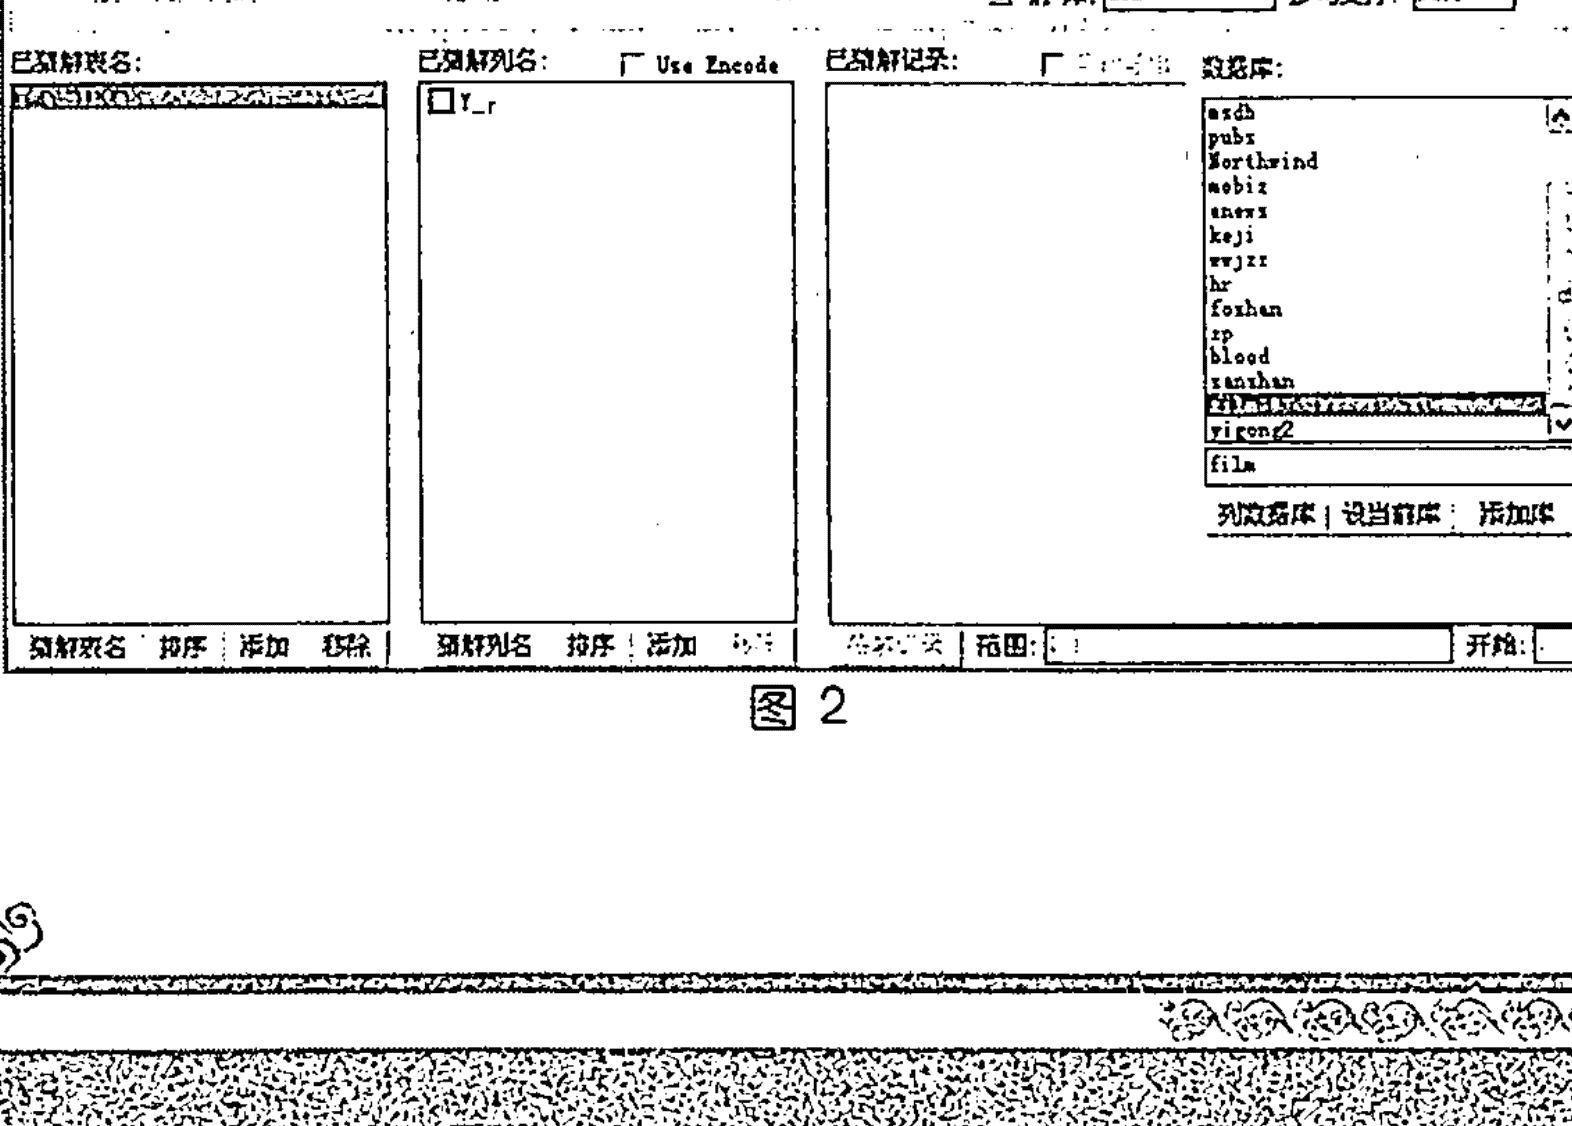 已猜解表名:
已猜解列名: Use Encode
Y_r
已猜解记录:
数据库:
msdb
pubs
Northwind
mobiz
anews
keji
hr
foshan
zp
blood
yigong2
film
列数据库 设当前库 添加库
猜解表名 排序 添加 移除
猜解列名 排序 添加
范围: 开始:
图 2